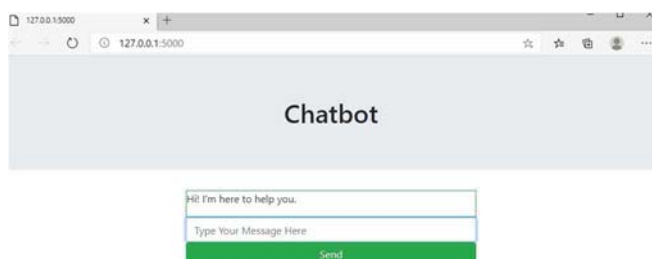 127.0.0.1:5000
127.0.0.1:5000
Chatbot
Hi! I'm here to help you.
Type Your Message Here
Send